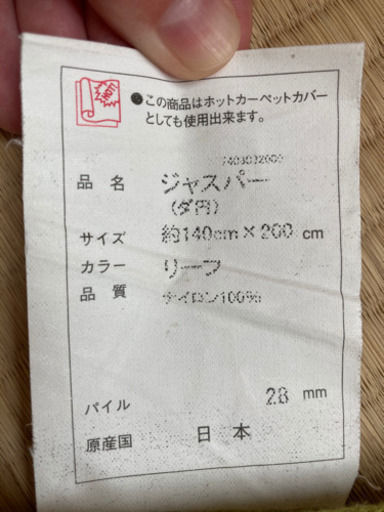 ●この商品はホットカーペットカバー
としても使用出来ます。
7403032000
品名 ジャスパー
(ダ円)
サイズ 約140cm×200 cm
カラー リーフ
品質 ナイロン100%
パイル 28 mm
原産国 日本